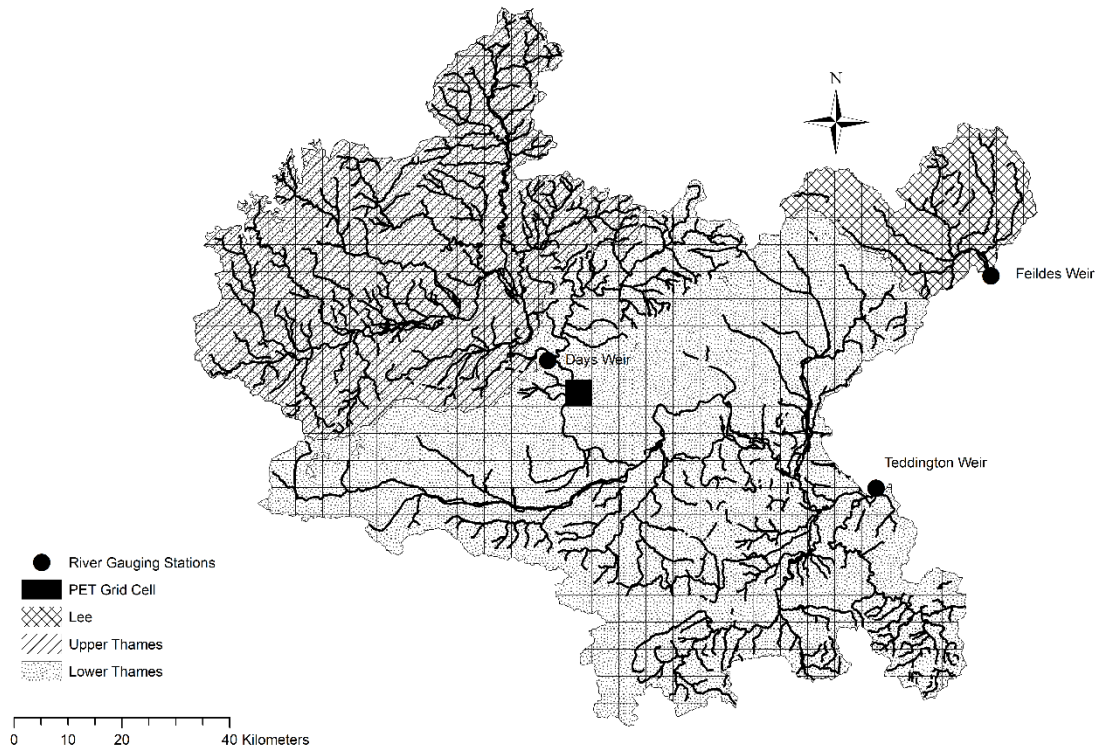 N
Feildes Weir
Days Weir
Teddington Weir
River Gauging Stations
PET Grid Cell
Lee
Upper Thames
Lower Thames
0 10 20 40 Kilometers